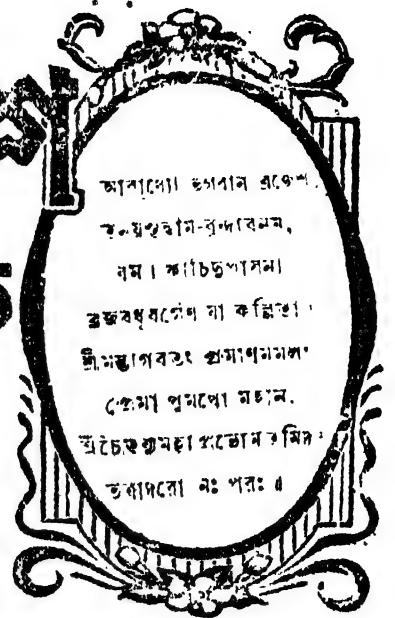 আরাধ্যো ভগবান ব্রজেশ-
তনয়স্তদ্ধাম-বৃন্দাবনম,
রম্যা কাচিদুপাসনা
ব্রজবধূবর্গেণ যা কল্পিতা।
শ্রীমদ্ভাগবতং প্রমাণমমলং
প্রেমা পুমর্থো মহান,
শ্রীচৈতন্যমহাপ্রভোর্মতমিদং
তত্রাদরো নঃ পরঃ॥